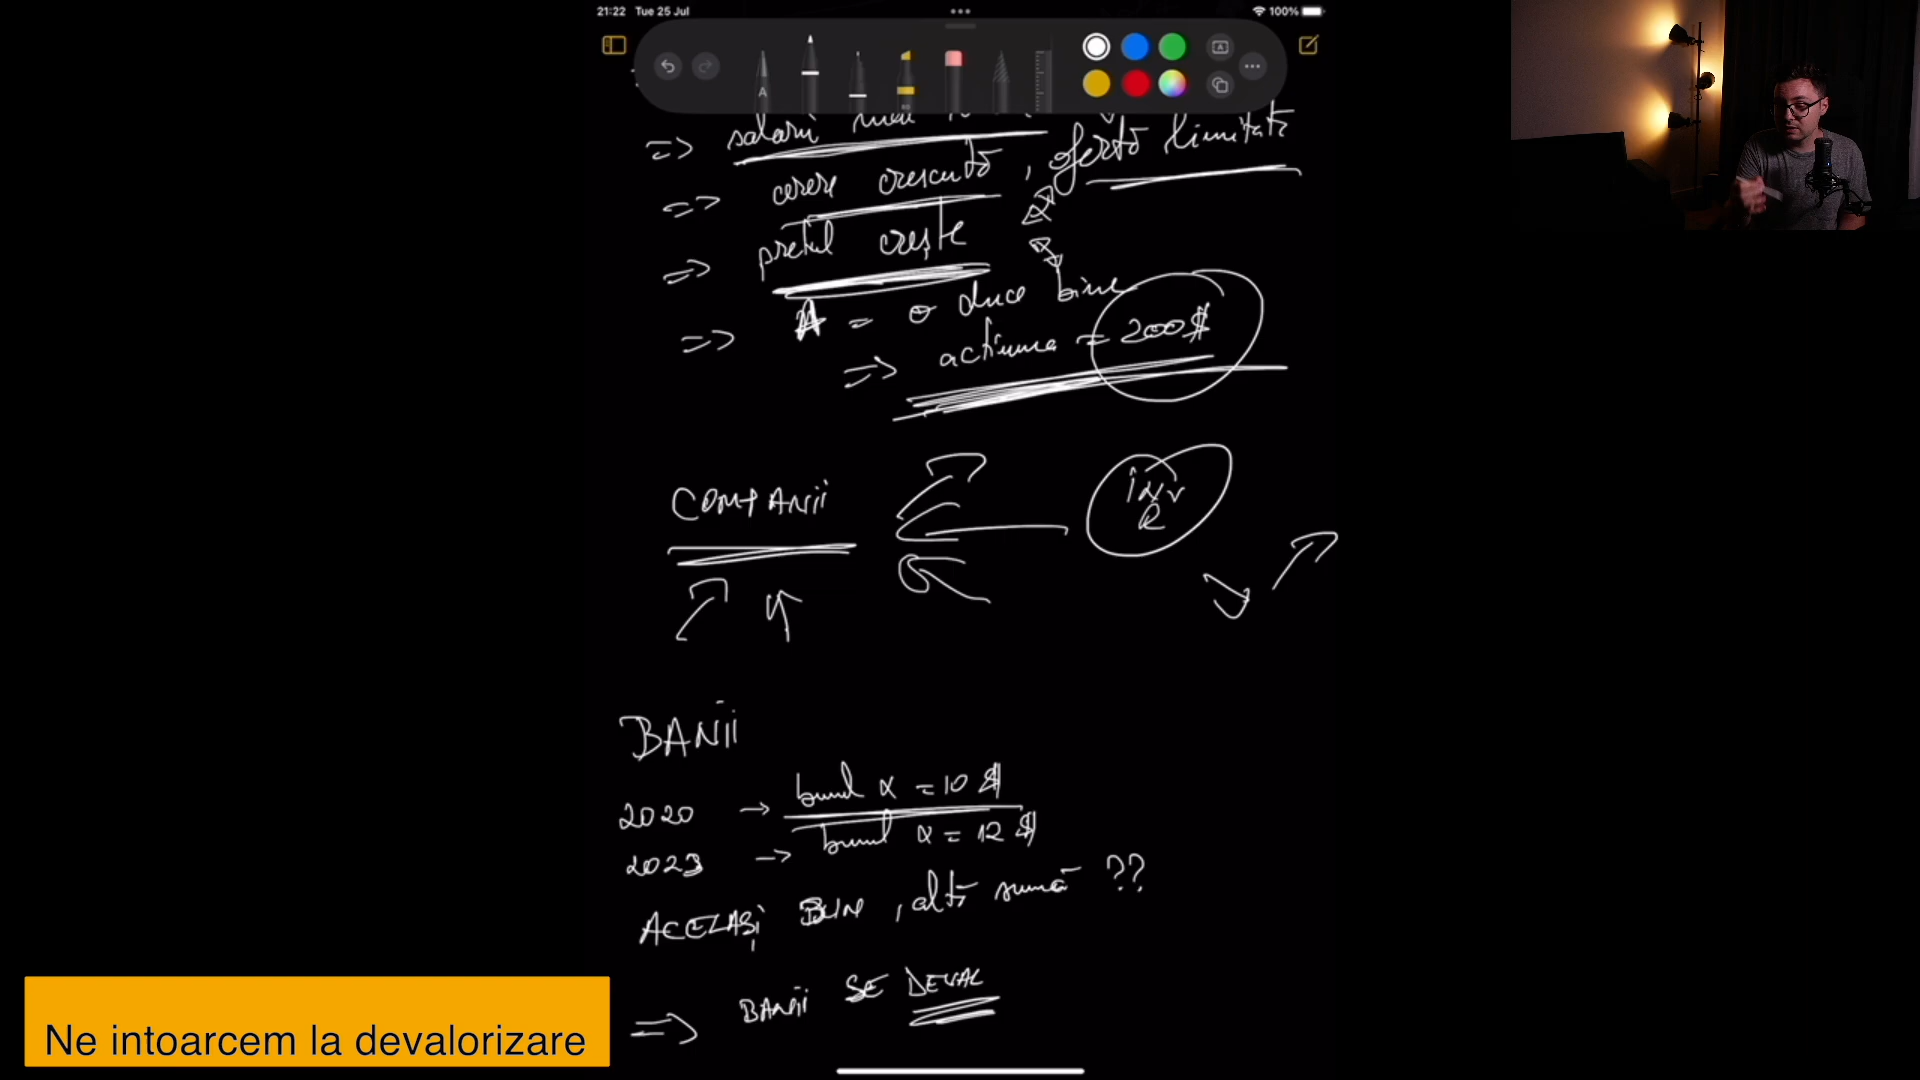 21:22 Tue 25 Jul
100%
=> salarii mai
=> cerere crescută, ofertă limitată
=> prețul crește
=> A = o duce bine
=> acțiunea = 200$
COMPANII
BANII
2020 -> bunul x = 10 $
2023 -> bunul x = 12 $
ACELAȘI BUN, altă sumă ??
=> BANII SE DEVAL
Ne intoarcem la devalorizare